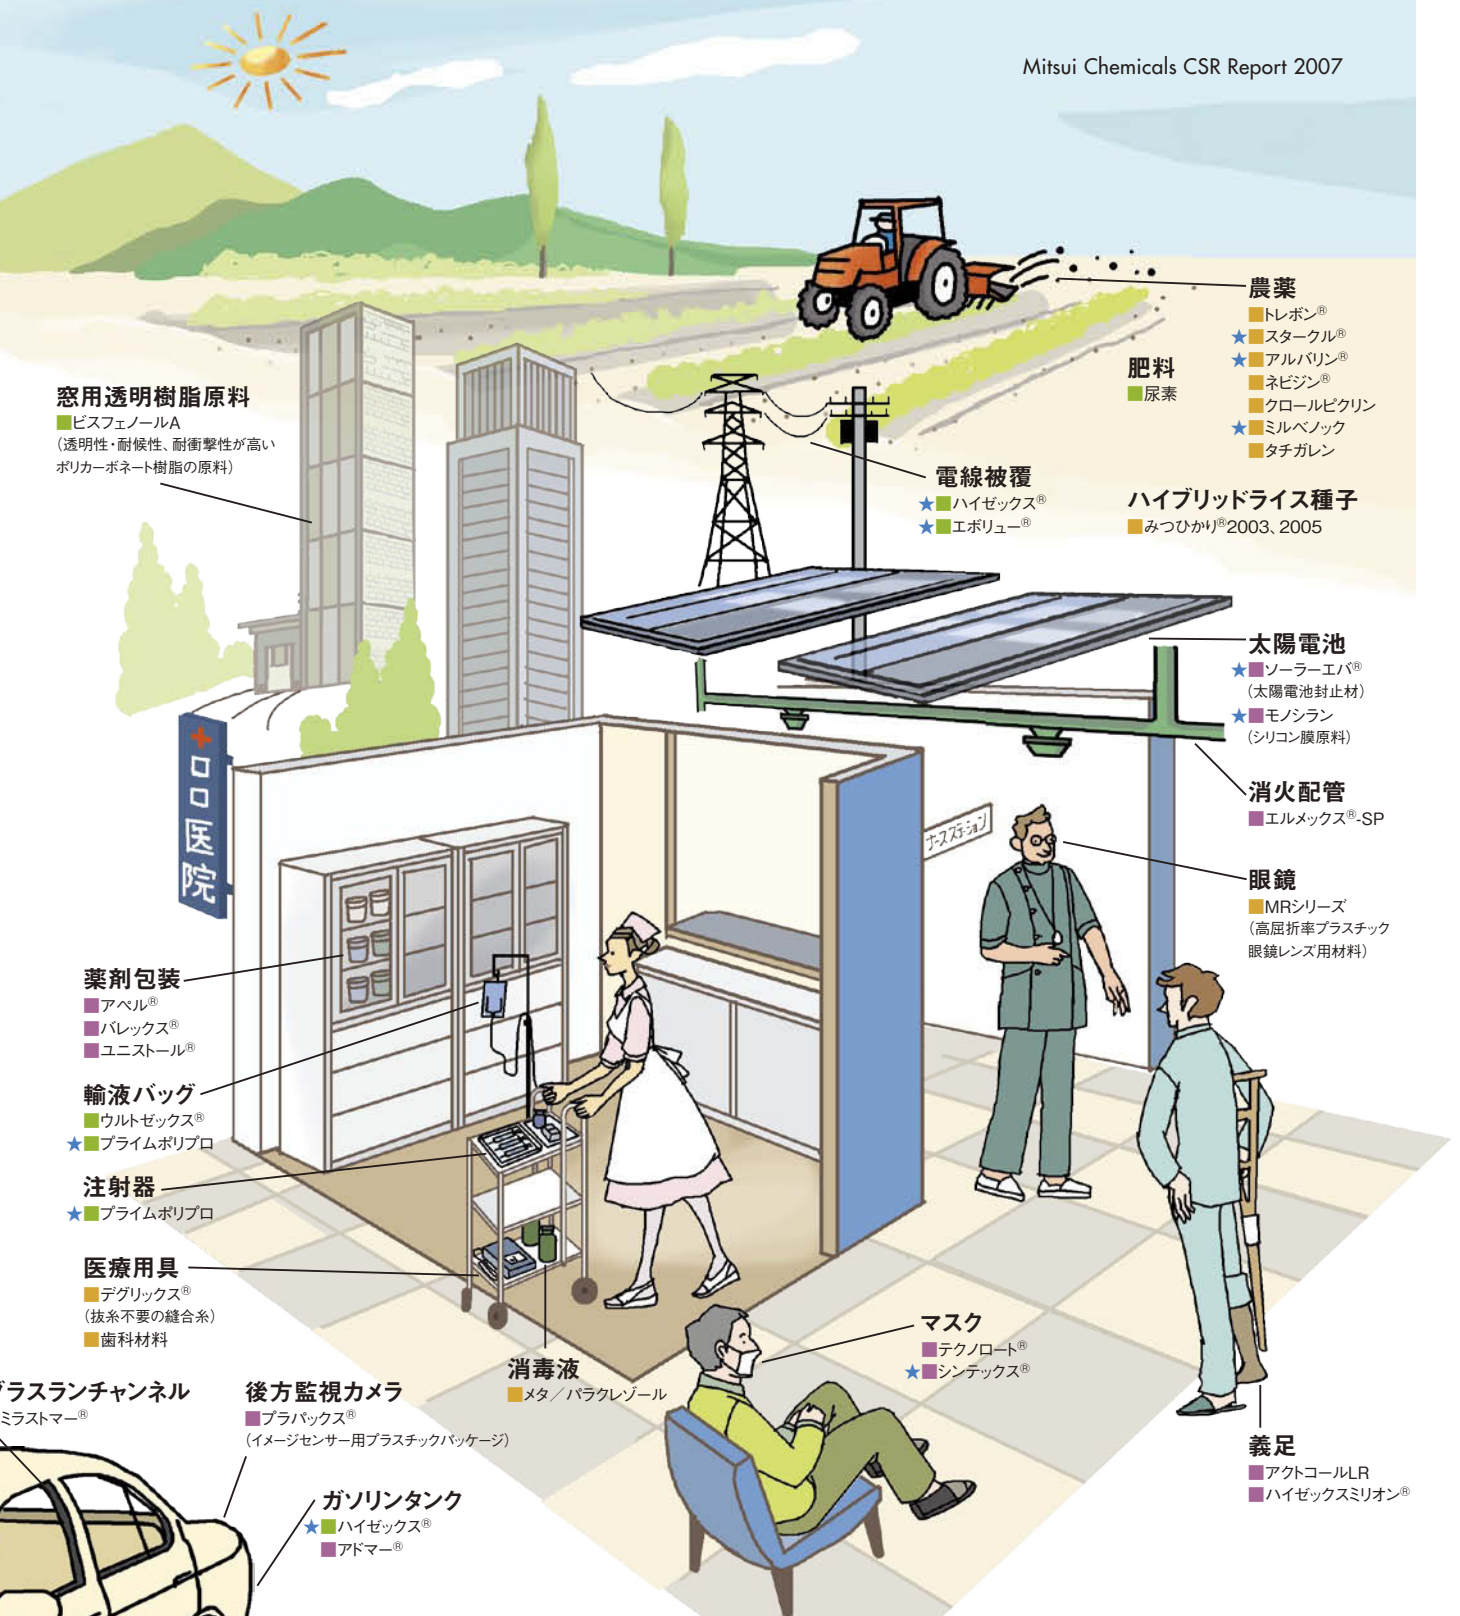 Mitsui Chemicals CSR Report 2007
農薬
■トレボン®
★■スタークル®
★■アルバリン®
■ネビジン®
■クロールピクリン
★■ミルベノック
■タチガレン
肥料
■尿素
窓用透明樹脂原料
■ビスフェノールA
（透明性・耐候性、耐衝撃性が高い
ポリカーボネート樹脂の原料）
電線被覆
★■ハイゼックス®
★■エボリュー®
ハイブリッドライス種子
■みつひかり®2003、2005
太陽電池
★■ソーラーエバ®
（太陽電池封止材）
★■モノシラン
（シリコン膜原料）
消火配管
■エルメックス®-SP
眼鏡
■MRシリーズ
（高屈折率プラスチック
眼鏡レンズ用材料）
ロロ医院
ナースステーション
薬剤包装
■アペル®
■バレックス®
■ユニストール®
輸液バッグ
■ウルトゼックス®
★■プライムポリプロ
注射器
★■プライムポリプロ
医療用具
■デグリックス®
（抜糸不要の縫合糸）
■歯科材料
消毒液
■メタ／パラクレゾール
マスク
■テクノロート®
★■シンテックス®
義足
■アクトコールLR
■ハイゼックスミリオン®
グラスランチャンネル
ミラストマー®
後方監視カメラ
■プラパックス®
（イメージセンサー用プラスチックパッケージ）
ガソリンタンク
★■ハイゼックス®
■アドマー®